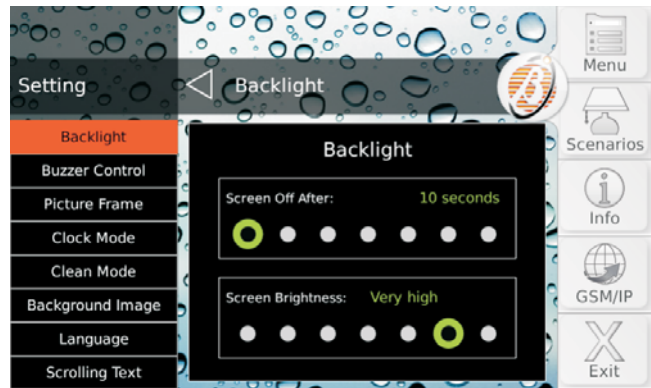 Setting
Backlight
B
Menu
Scenarios
Info
GSM/IP
Exit
Backlight
Buzzer Control
Picture Frame
Clock Mode
Clean Mode
Background Image
Language
Scrolling Text
Backlight
Screen Off After: 10 seconds
Screen Brightness: Very high